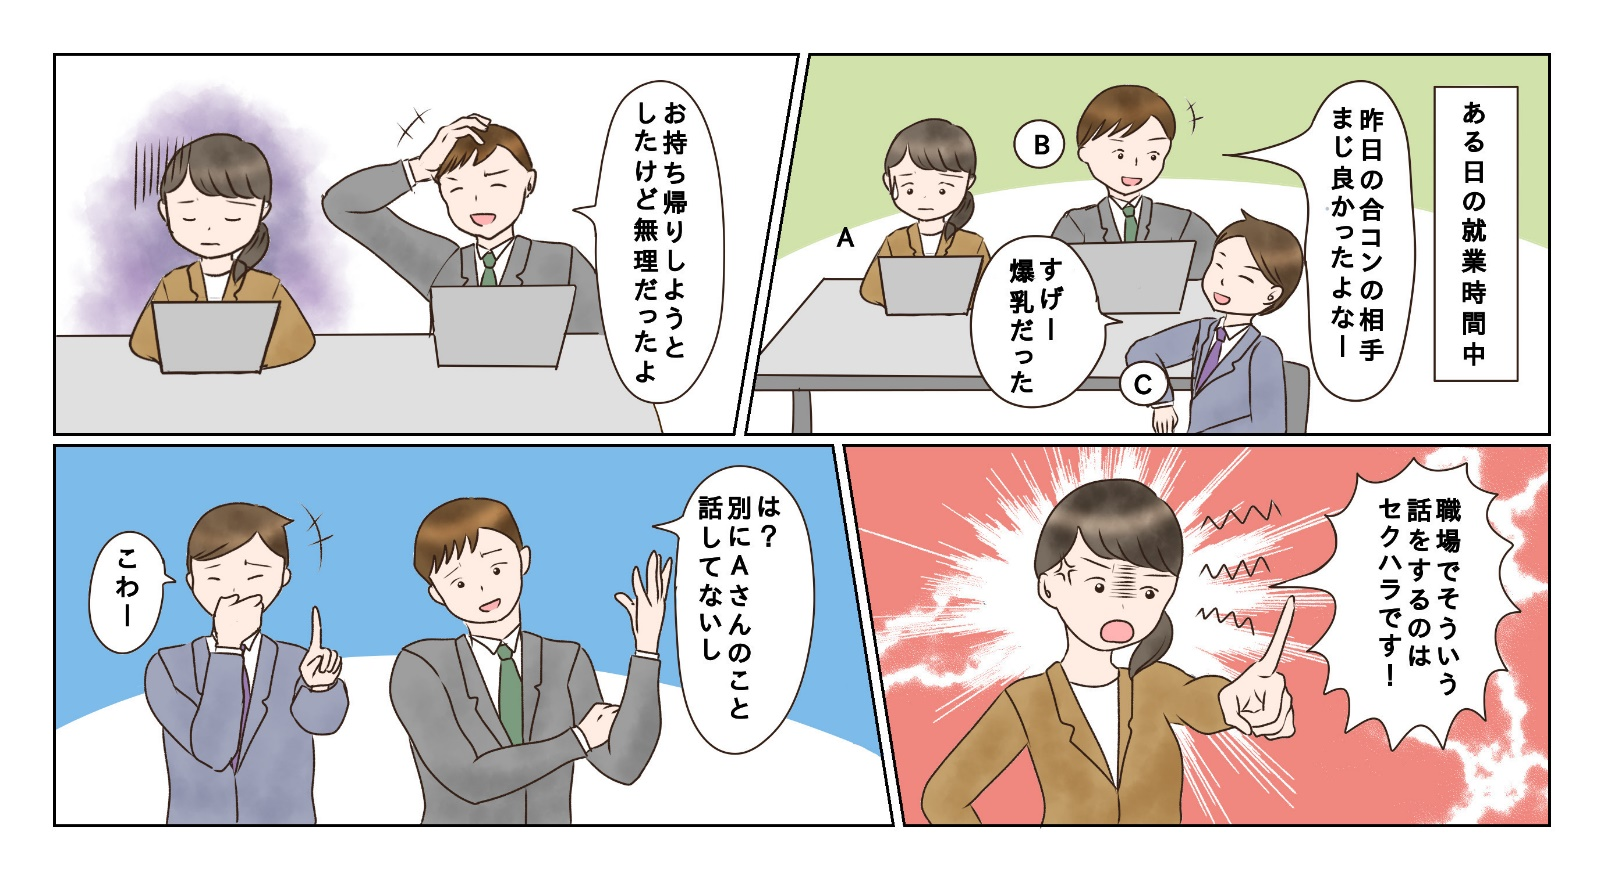 ある日の就業時間中
昨日の合コンの相手
まじ良かったよなー
B
A
すげー
爆乳だった
C
お持ち帰りしようと
したけど無理だったよ
職場でそういう
話をするのは
セクハラです！
は？
別にAさんのこと
話してないし
こわー